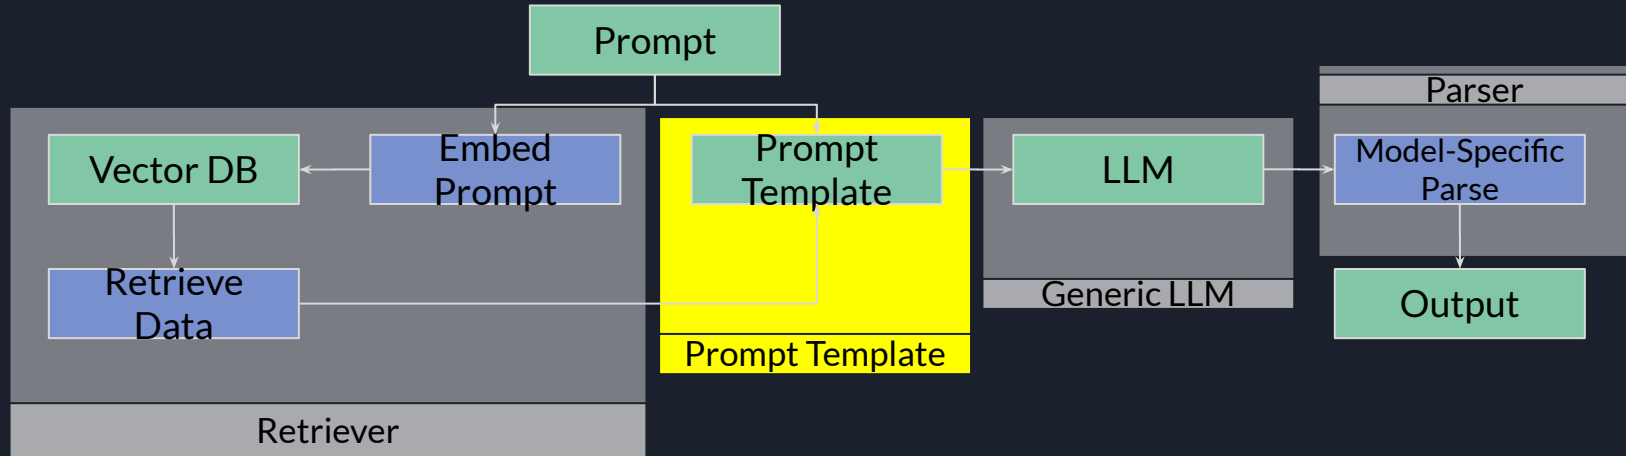 Prompt
Parser
Vector DB
Embed
Prompt
Prompt
Template
LLM
Model-Specific
Parse
Retrieve
Data
Generic LLM
Output
Prompt Template
Retriever